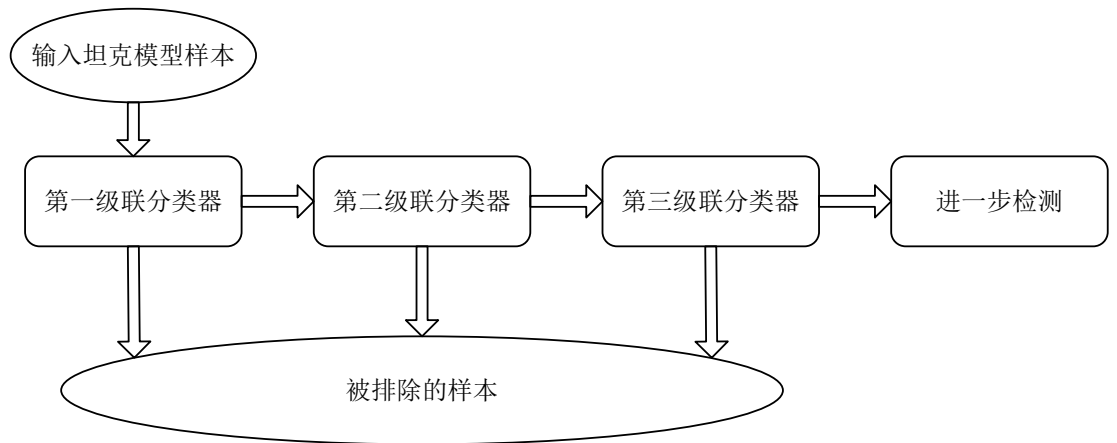 输入坦克模型样本
第一级联分类器
第二级联分类器
第三级联分类器
进一步检测
被排除的样本